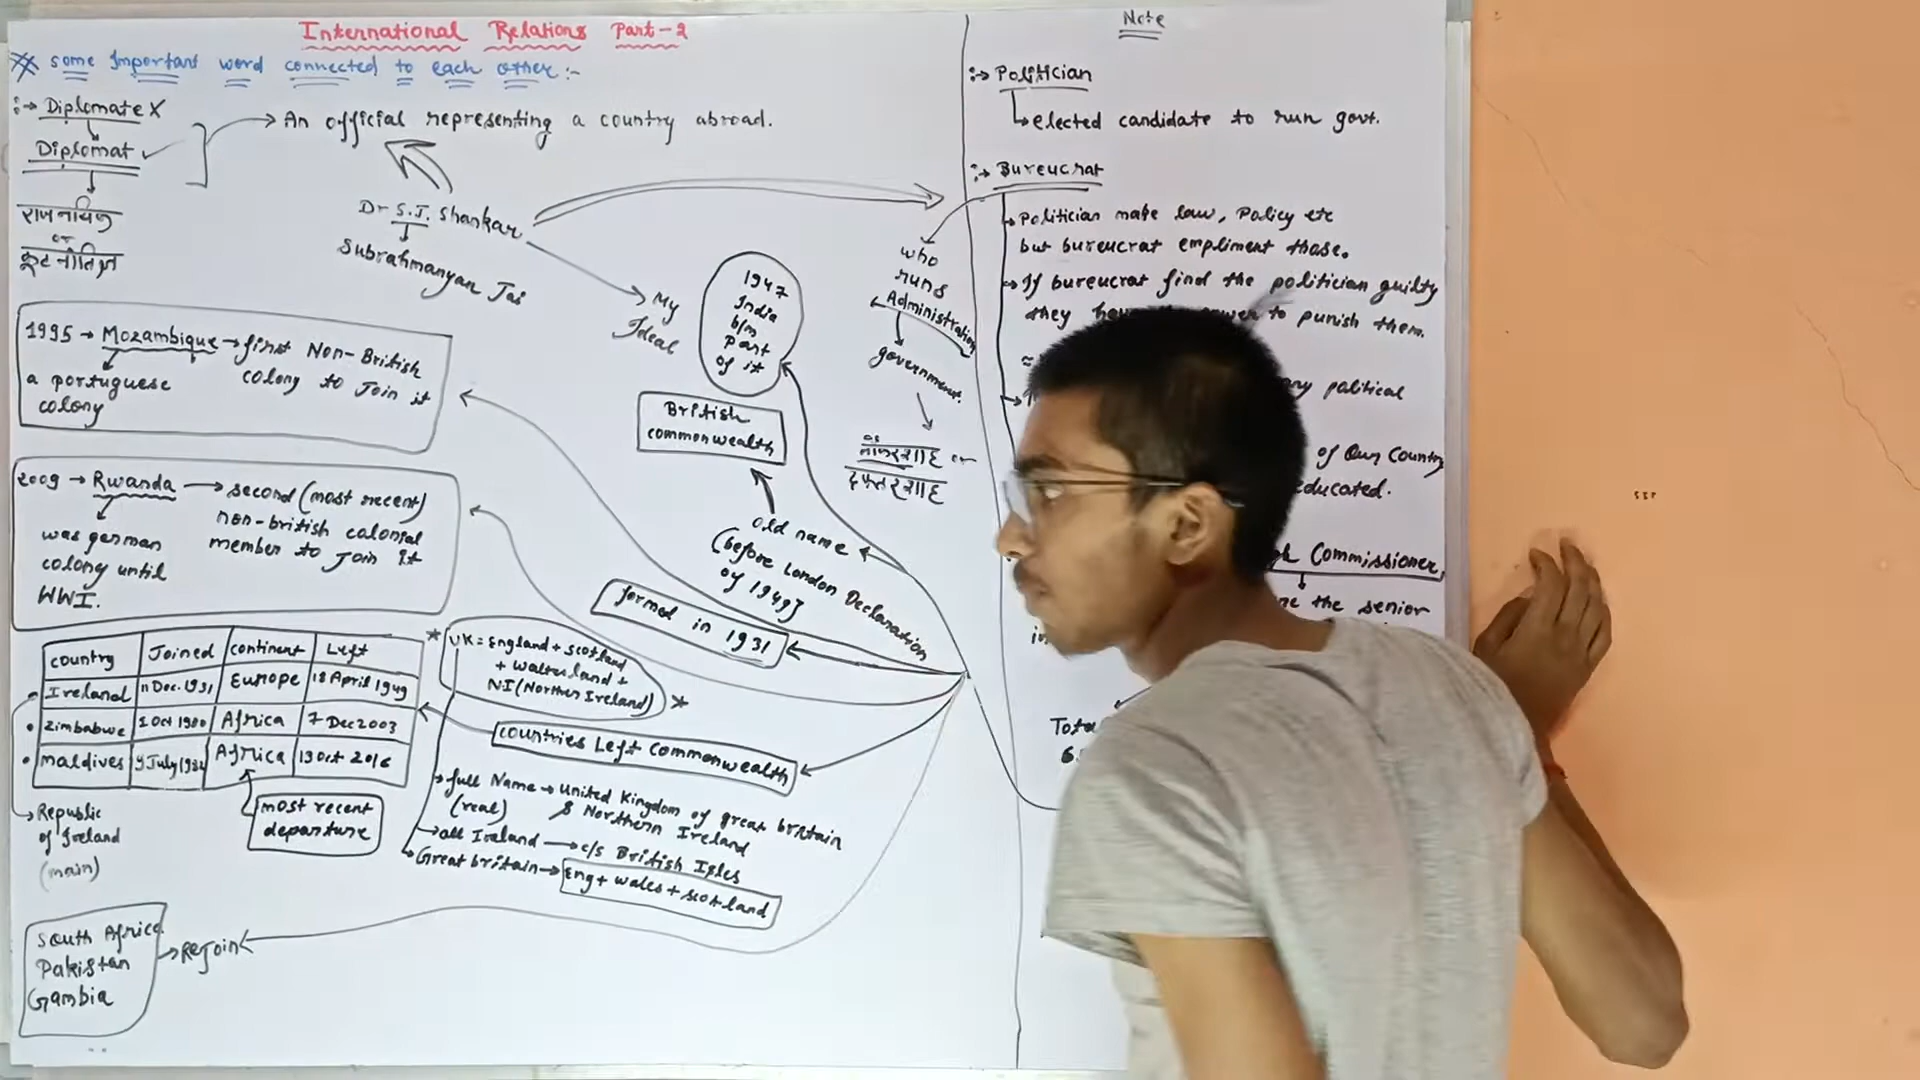 International Relations Part-2
some Important word connected to each other:-
:→ Diplomate X
Diplomat ✓
राजनायिक
or
कूटनीतिज्ञ
→ An official representing a country abroad.
Dr S.J. Shankar
Subrahmanyan Jai
My
Ideal
1947
India
b/m
Part
of it
British
commonwealth
old name
(before London Declaration
of 1949}
formed in 1931
1995 → Mozambique → first Non-British
colony to Join it
a portuguese
colony
2009 → Rwanda → second (most recent)
non-british colonial
member to Join it
was german
colony until
WWI.
country Joined continent Left
Ireland 11 Dec. 1931 Europe 18 April 1949
Zimbabwe 1 Oct 1980 Africa 7 Dec 2003
maldives 9 July 1982 Africa 13 Oct 2016
Republic
of Ireland
(main)
most recent
departure
* UK = England + Scotland
+ +
NI (Northern Ireland) *
countries Left Commonwealth
full Name → United Kingdom of great britain
(real) & Northern Ireland
→ all Ireland → c/s British Isles
Great britain → Eng + wales + scotland
South Africa
Pakistan
Gambia
→ Rejoin
Note
:→ Politician
elected candidate to run govt.
:→ Bureucrat
Politician make law, Policy etc
but bureucrat empliment those.
If bureucrat find the politician guilty
they to punish them.
political
of Our Country
educated.
Commissioner,
the senior
who
runs
Administration
government.
or
दफ्तरशाह